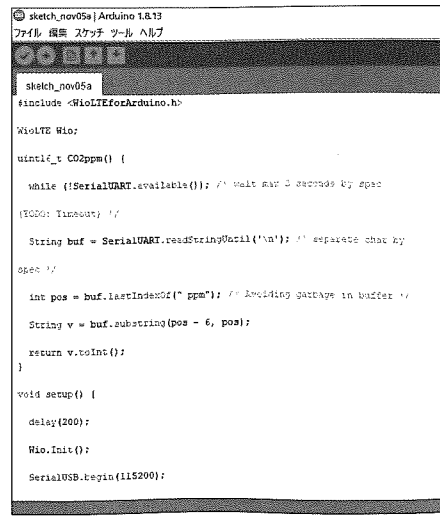 sketch_nov05a | Arduino 1.8.13
ファイル 編集 スケッチ ツール ヘルプ
sketch_nov05a
#include <WioLTEforArduino.h>
WioLTE Wio;
uint16_t CO2ppm() {
while (!SerialUART.available()); /* wait max 3 seconds by spec
(TODO: Timeout) */
String buf = SerialUART.readStringUntil('\n'); /* separete char by
spec */
int pos = buf.lastIndexOf(" ppm"); /* Avoiding garbage in buffer */
String v = buf.substring(pos - 6, pos);
return v.toInt();
}
void setup() {
delay(200);
Wio.Init();
SerialUSB.begin(115200);